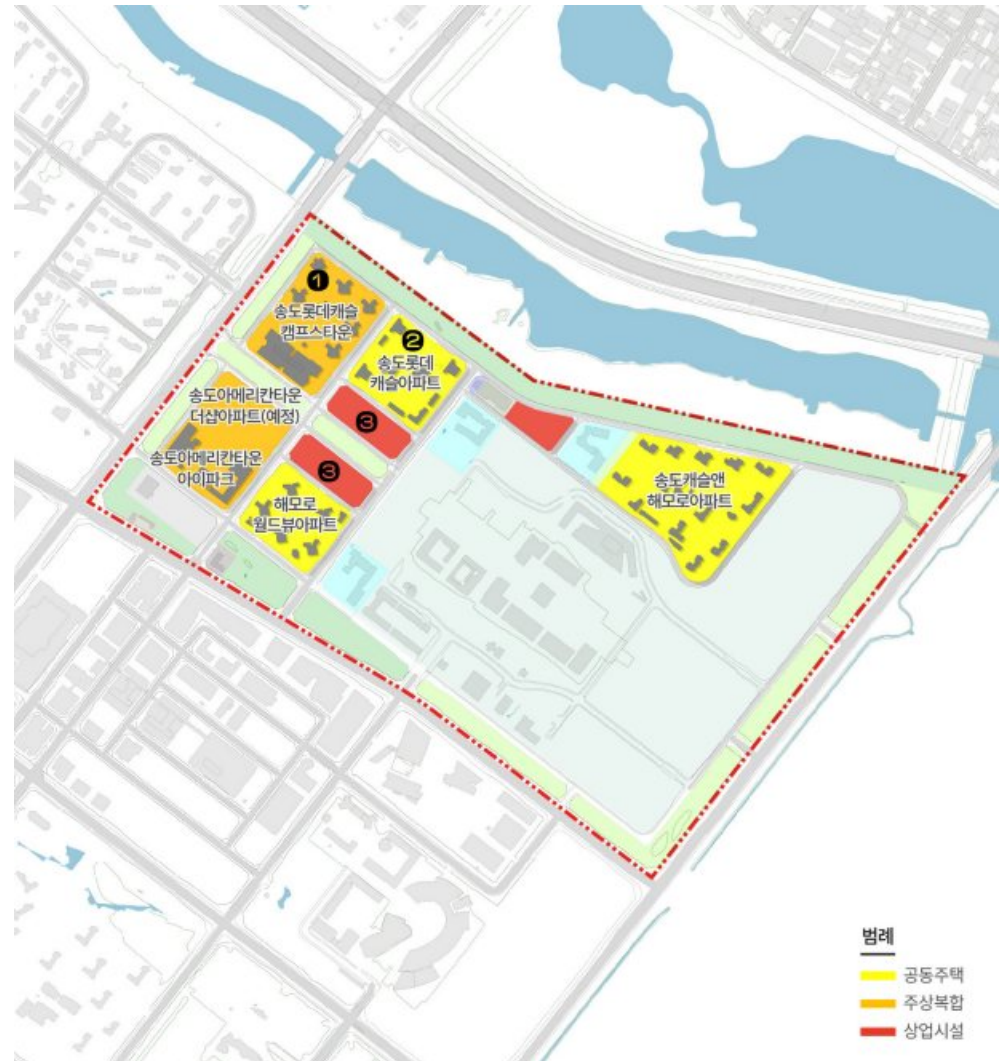 1
송도롯데캐슬
캠프스타운
2
송도롯데
캐슬아파트
송도아메리칸타운
더샵아파트(예정)
3
3
송도아메리칸타운
아이파크
해모로
월드뷰아파트
송도캐슬앤
해모로아파트
범례
공동주택
주상복합
상업시설